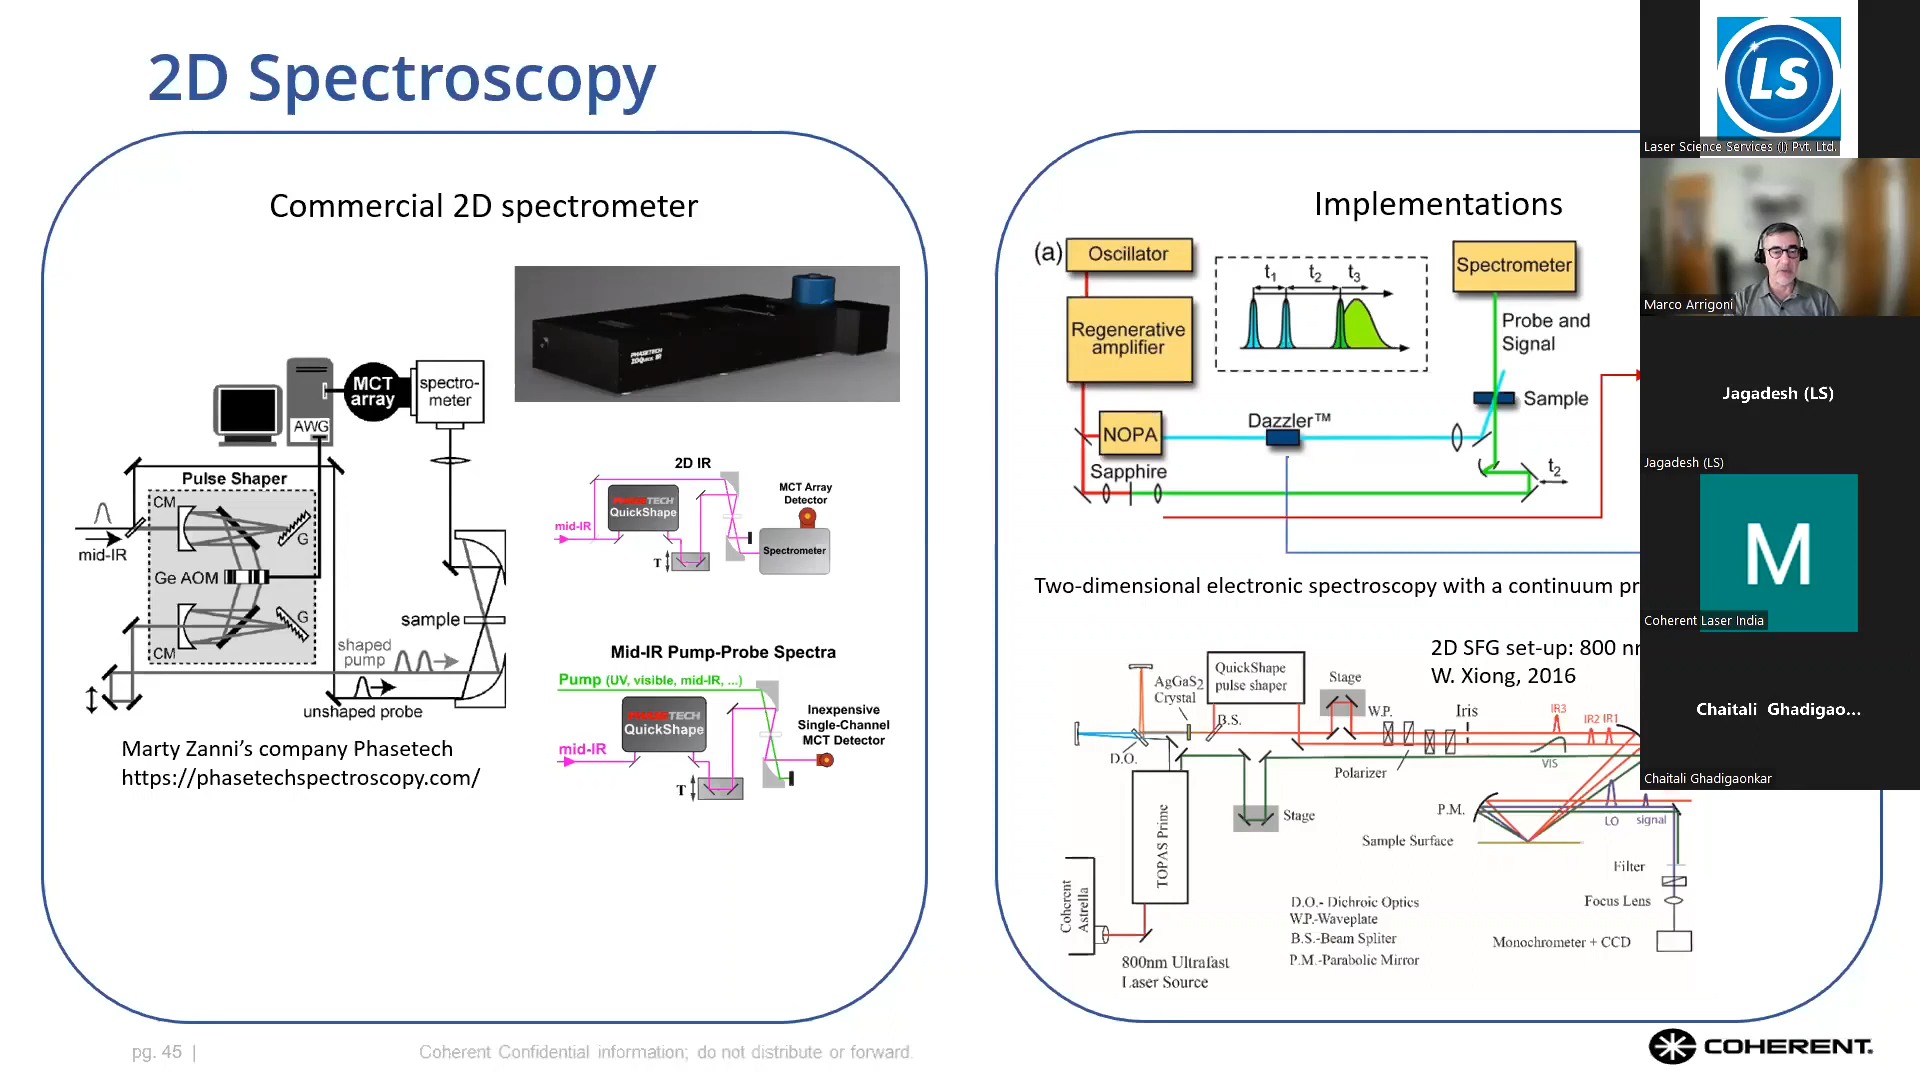 2D Spectroscopy
Commercial 2D spectrometer
PHASETECH
2DQuick IR
MCT
array
spectro-
meter
AWG
Pulse Shaper
CM
G
mid-IR
Ge AOM
G
CM
sample
shaped
pump
unshaped probe
2D IR
PHASETECH
QuickShape
mid-IR
T
MCT Array
Detector
Spectrometer
Mid-IR Pump-Probe Spectra
Pump (UV, visible, mid-IR, ...)
PHASETECH
QuickShape
mid-IR
T
Inexpensive
Single-Channel
MCT Detector
Marty Zanni's company Phasetech
https://phasetechspectroscopy.com/
Implementations
(a)
Oscillator
Regenerative
amplifier
t1
t2
t3
Spectrometer
Probe and
Signal
Sample
NOPA
Dazzler™
Sapphire
t2
Two-dimensional electronic spectroscopy with a continuum pr
2D SFG set-up: 800 nr
W. Xiong, 2016
QuickShape
pulse shaper
AgGaS2
Crystal
B.S.
Stage
W.P.
Iris
IR3
IR2
IR1
D.O.
Polarizer
VIS
Stage
P.M.
LO
signal
Sample Surface
Filter
Focus Lens
Monochrometer + CCD
TOPAS Prime
Coherent
Astrella
800nm Ultrafast
Laser Source
D.O.- Dichroic Optics
W.P.-Waveplate
B.S.-Beam Spliter
P.M.-Parabolic Mirror
pg. 45 |
Coherent Confidential information; do not distribute or forward.
COHERENT.
LS
Laser Science Services (I) Pvt. Ltd.
Marco Arrigoni
Jagadesh (LS)
Jagadesh (LS)
M
Coherent Laser India
Chaitali Ghadigao...
Chaitali Ghadigaonkar